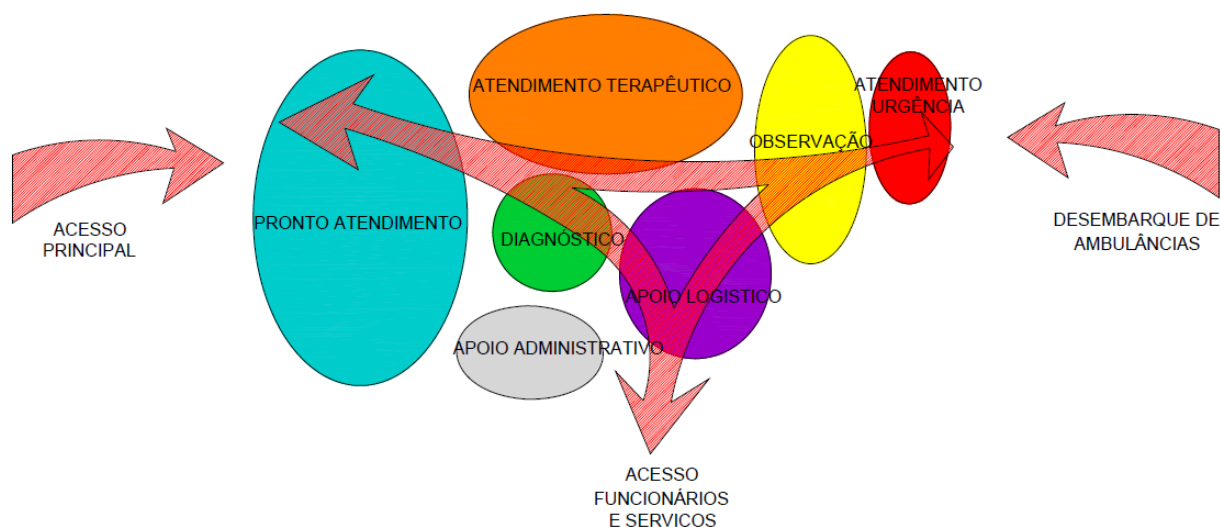 ATENDIMENTO TERAPÊUTICO
ATENDIMENTO
URGÊNCIA
OBSERVAÇÃO
ACESSO
PRINCIPAL
PRONTO ATENDIMENTO
DIAGNÓSTICO
DESEMBARQUE DE
AMBULÂNCIAS
APOIO LOGISTICO
APOIO ADMINISTRATIVO
ACESSO
FUNCIONÁRIOS
E SERVICOS